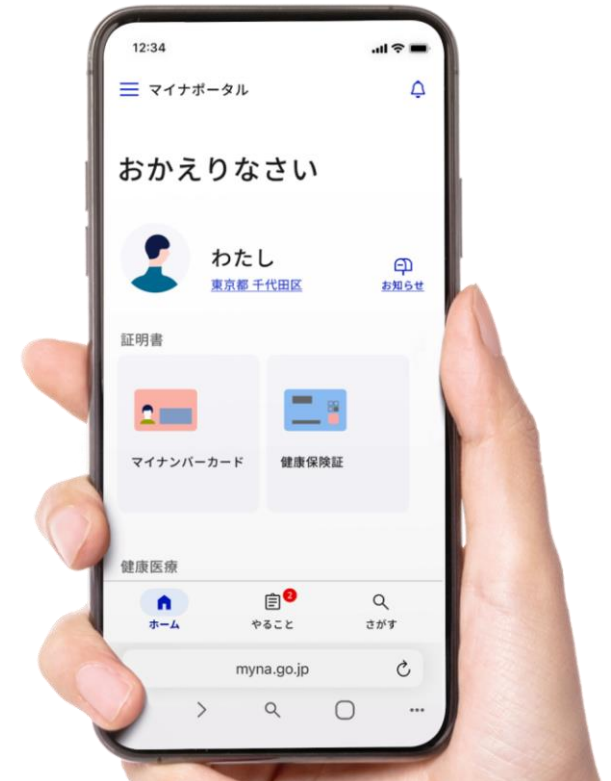 12:34
マイナポータル
おかえりなさい
わたし
東京都 千代田区
お知らせ
証明書
マイナンバーカード
健康保険証
健康医療
2
ホーム
やること
さがす
myna.go.jp